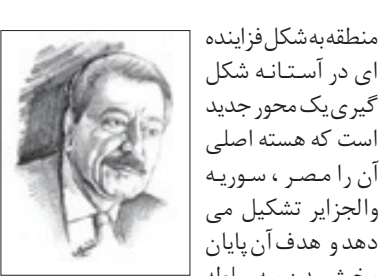 منطقه‌به‌شکل‌فزاینده
ای در آستانه شکل
گیری یک محور جدید
است که هسته اصلی
آن را مصر ، سوریه
والجزایر تشکیل می
دهد و هدف آن پایان